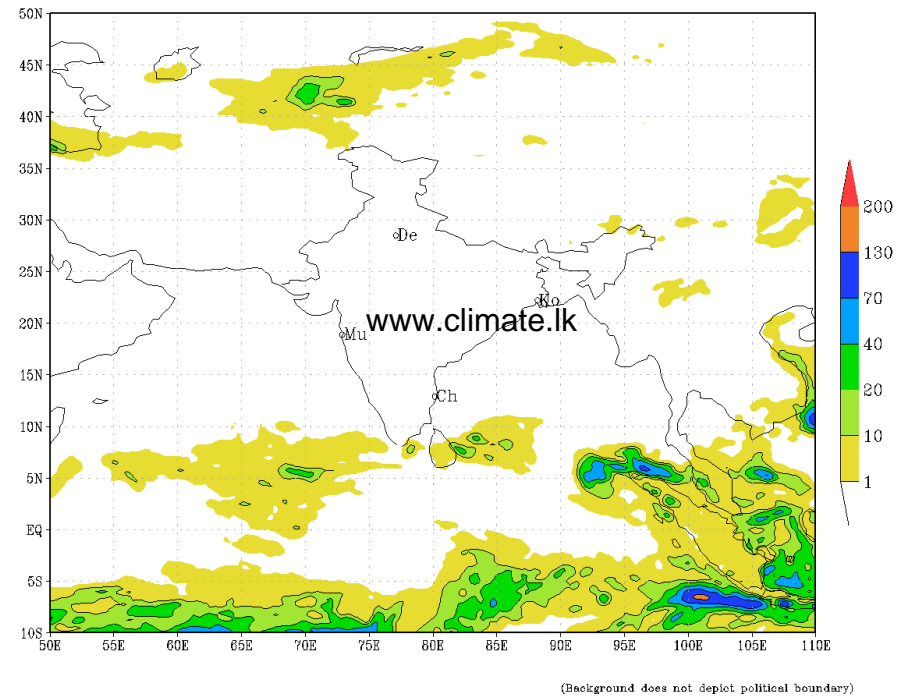 50N
45N
40N
35N
30N
25N
20N
15N
10N
5N
EQ
5S
10S
50E 55E 60E 65E 70E 75E 80E 85E 90E 95E 100E 105E 110E
De
Ko
www.climate.lk
Mu
Ch
200
130
70
40
20
10
1
(Background does not depict political boundary)